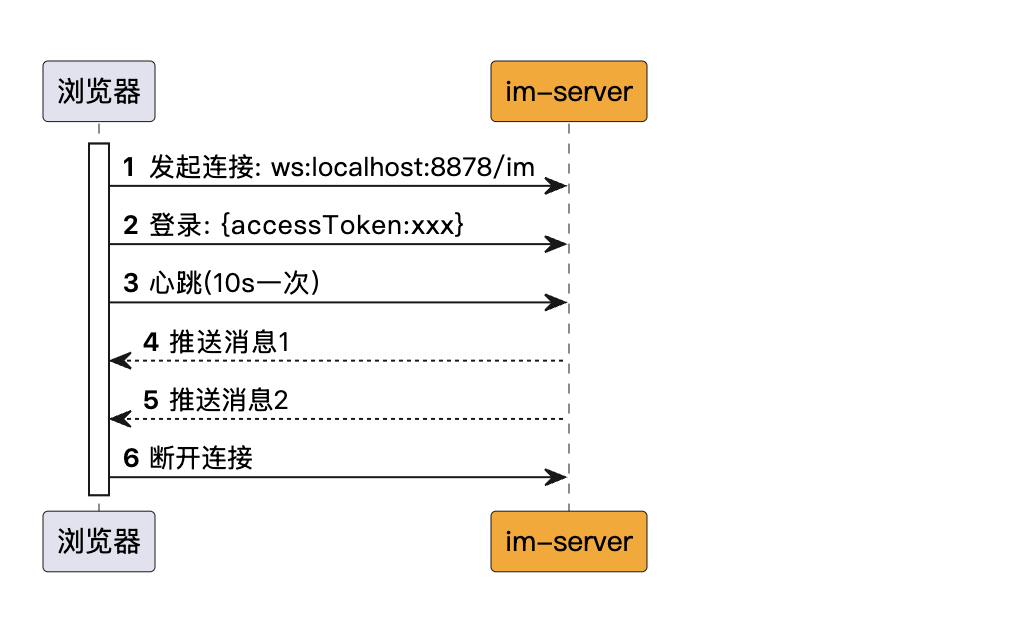 浏览器 im-server
1 发起连接: ws:localhost:8878/im
2 登录: {accessToken:xxx}
3 心跳(10s一次)
4 推送消息1
5 推送消息2
6 断开连接
浏览器 im-server